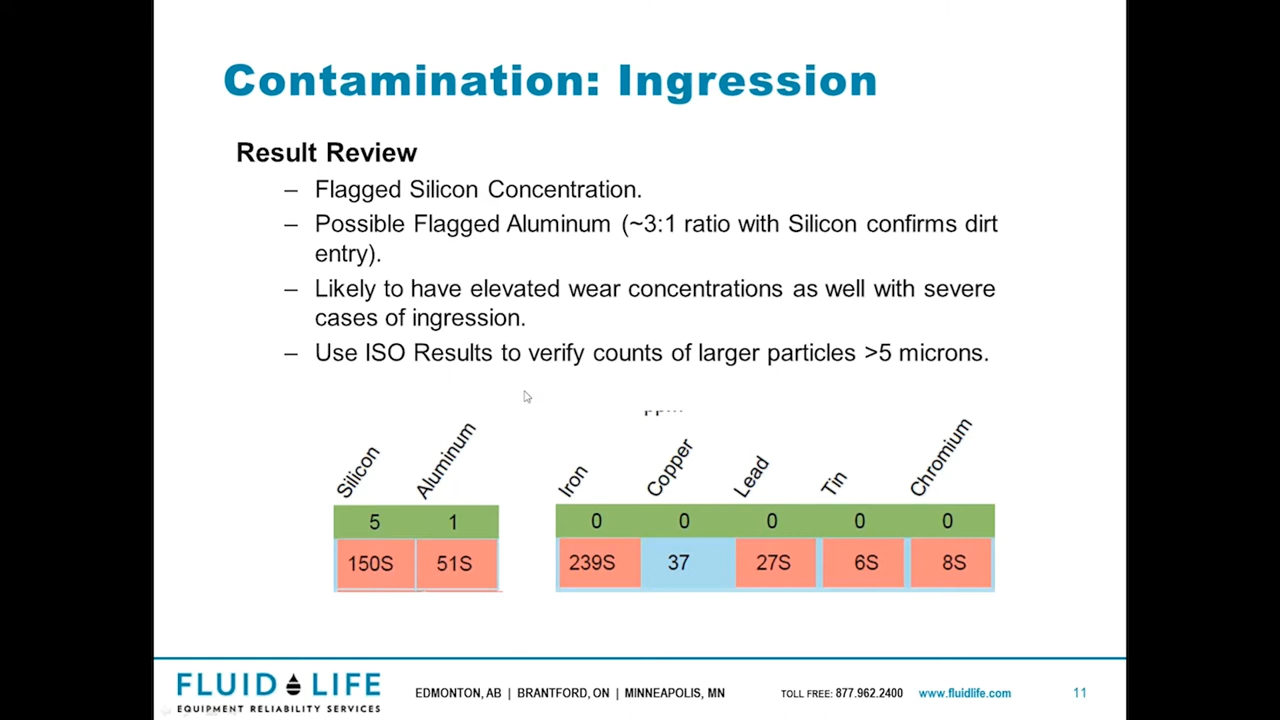 Contamination: Ingression
Result Review
– Flagged Silicon Concentration.
– Possible Flagged Aluminum (~3:1 ratio with Silicon confirms dirt
entry).
– Likely to have elevated wear concentrations as well with severe
cases of ingression.
– Use ISO Results to verify counts of larger particles >5 microns.
Silicon Aluminum Iron Copper Lead Tin Chromium
5 1 0 0 0 0 0
150S 51S 239S 37 27S 6S 8S
FLUID LIFE
EQUIPMENT RELIABILITY SERVICES
EDMONTON, AB | BRANTFORD, ON | MINNEAPOLIS, MN
TOLL FREE: 877.962.2400 www.fluidlife.com
11